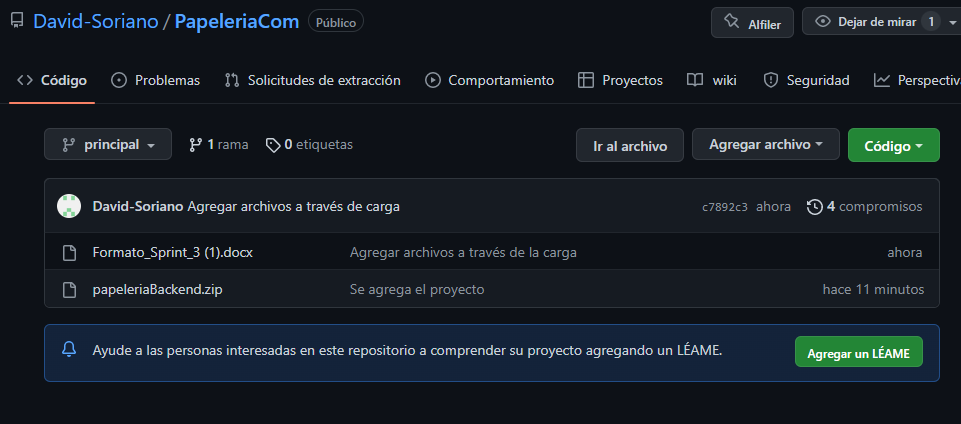 David-Soriano / PapeleriaCom Público Alfiler Dejar de mirar 1
Código Problemas Solicitudes de extracción Comportamiento Proyectos wiki Seguridad Perspectiva
principal 1 rama 0 etiquetas Ir al archivo Agregar archivo Código
David-Soriano Agregar archivos a través de carga c7892c3 ahora 4 compromisos
Formato_Sprint_3 (1).docx Agregar archivos a través de la carga ahora
papeleriaBackend.zip Se agrega el proyecto hace 11 minutos
Ayude a las personas interesadas en este repositorio a comprender su proyecto agregando un LÉAME. Agregar un LÉAME